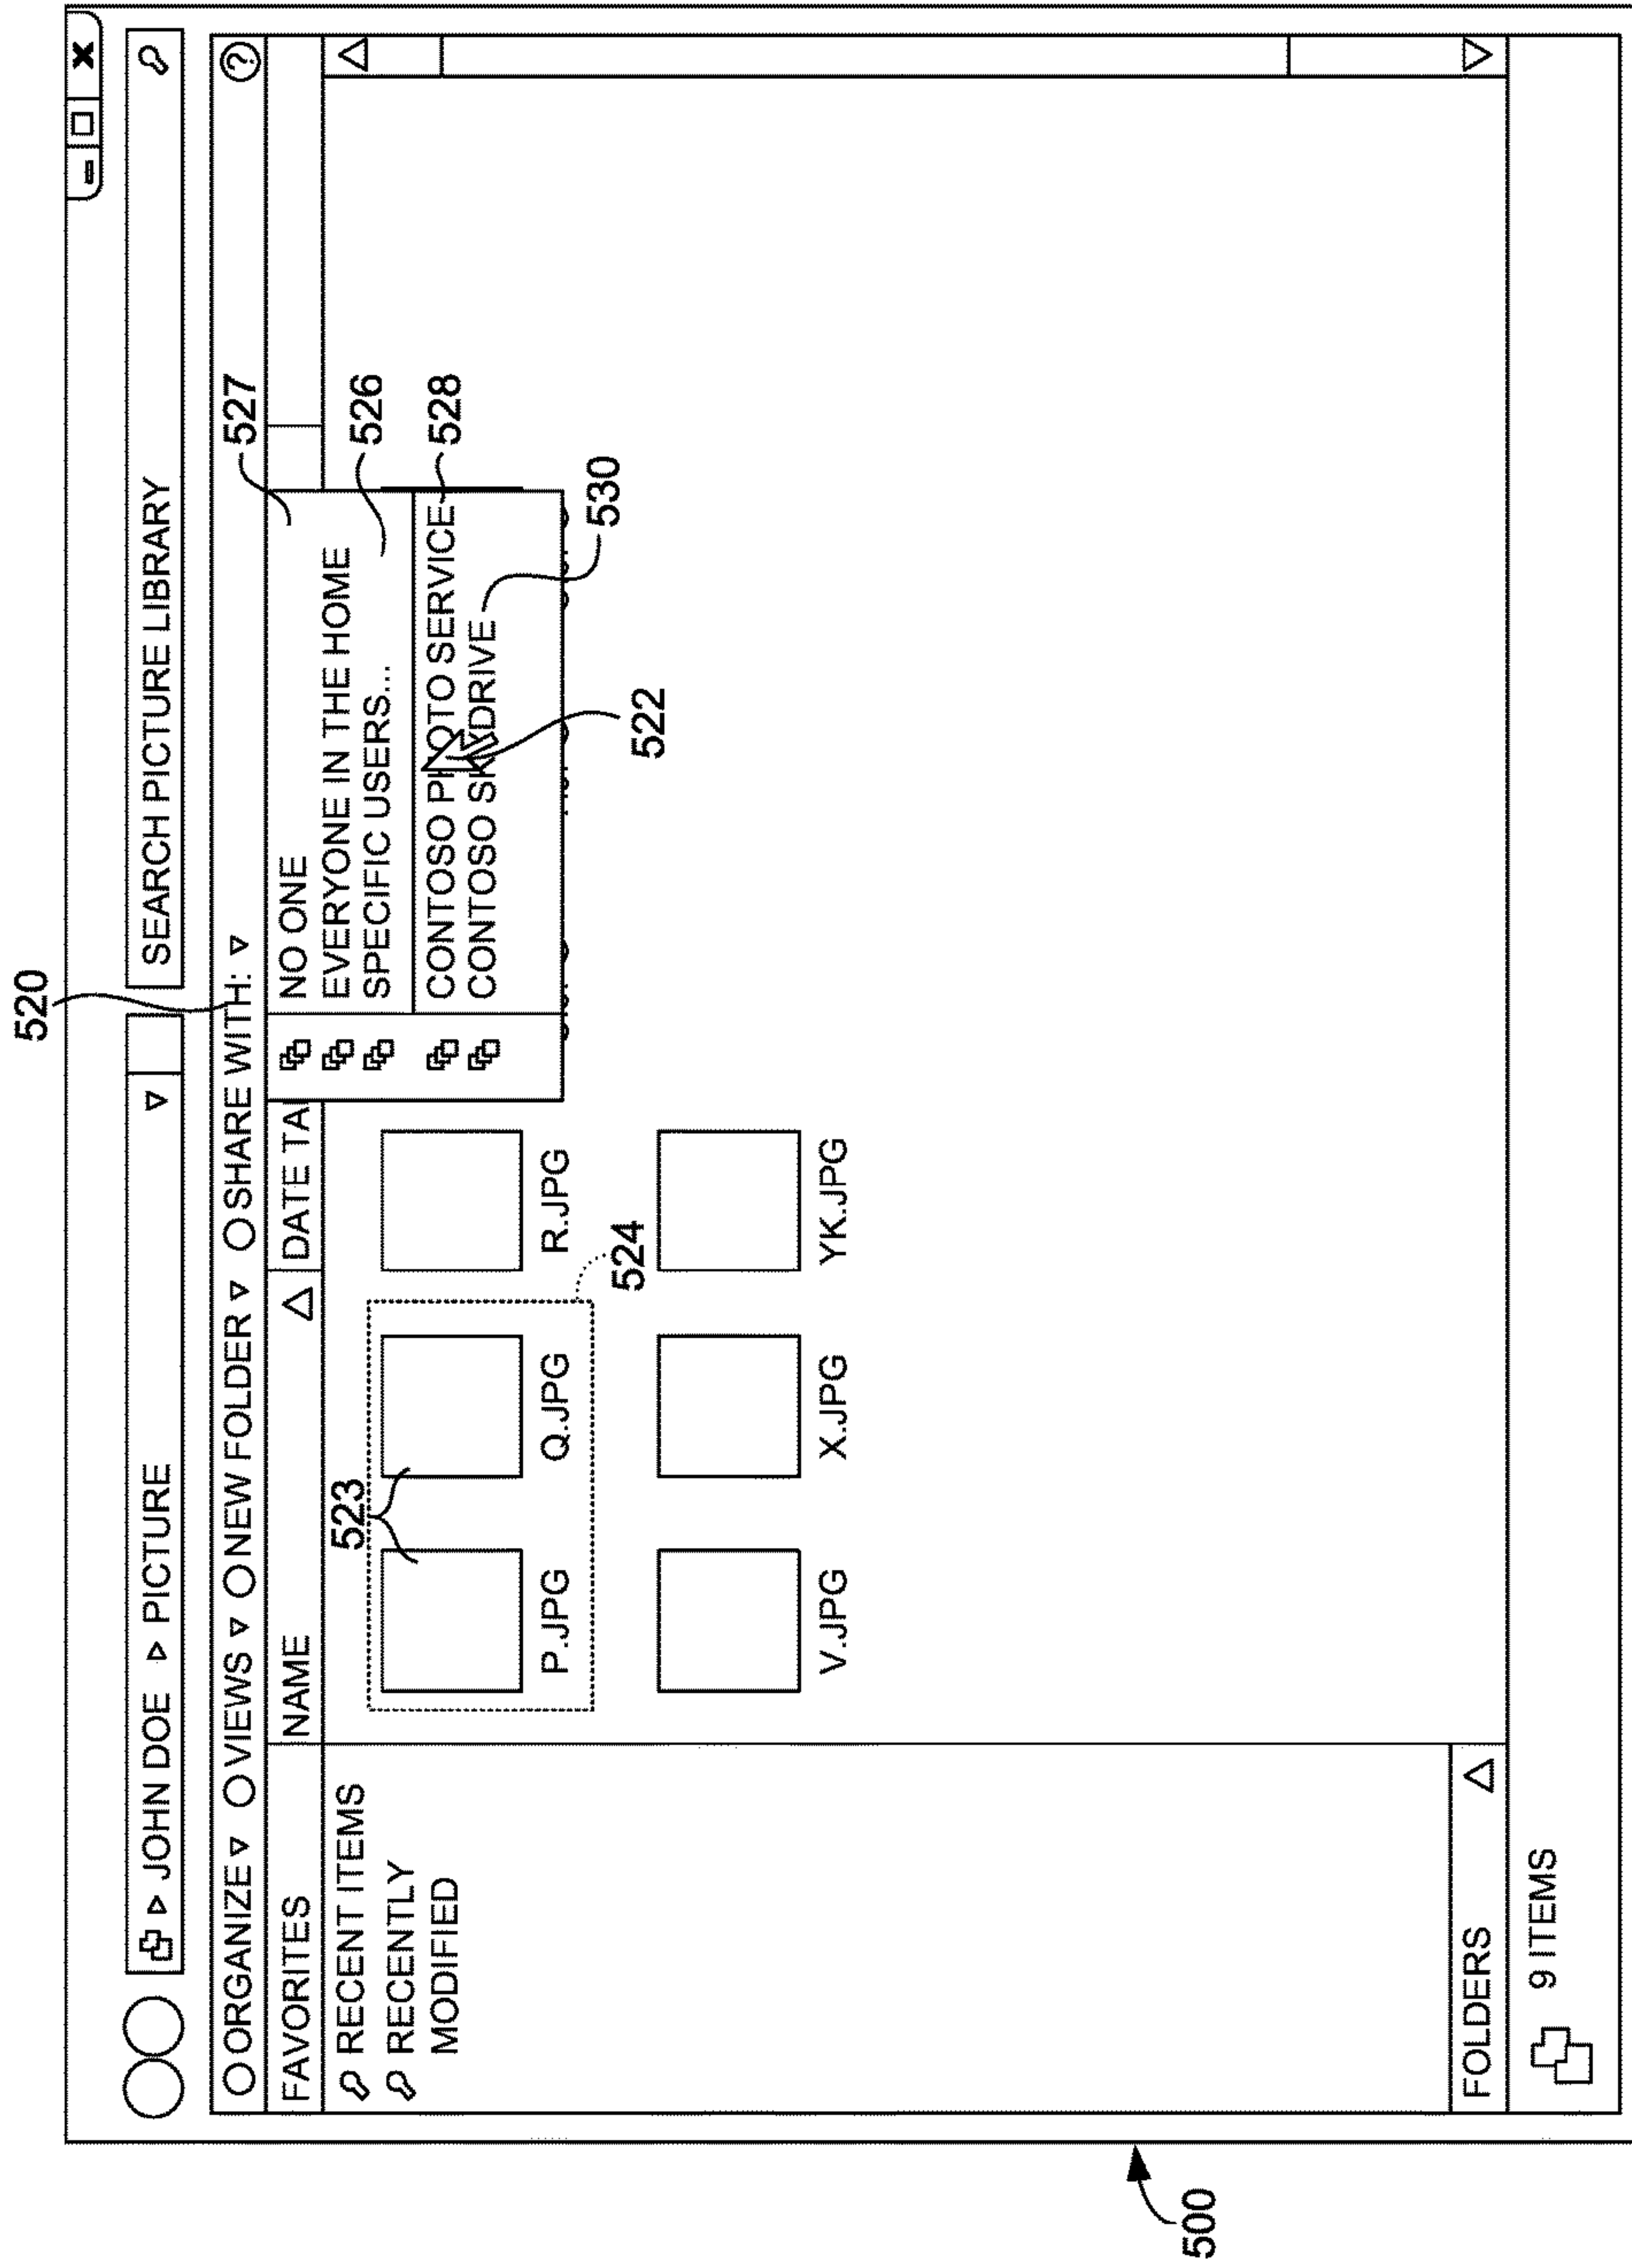 520
JOHN DOE PICTURE
SEARCH PICTURE LIBRARY
ORGANIZE VIEWS NEW FOLDER SHARE WITH:
527
FAVORITES
NAME
DATE TA
NO ONE
EVERYONE IN THE HOME
SPECIFIC USERS...
526
CONTOSO PHOTO SERVICE
528
CONTOSO SKYDRIVE
530
522
RECENT ITEMS
RECENTLY
MODIFIED
523
P.JPG
Q.JPG
R.JPG
524
V.JPG
X.JPG
YK.JPG
FOLDERS
9 ITEMS
500